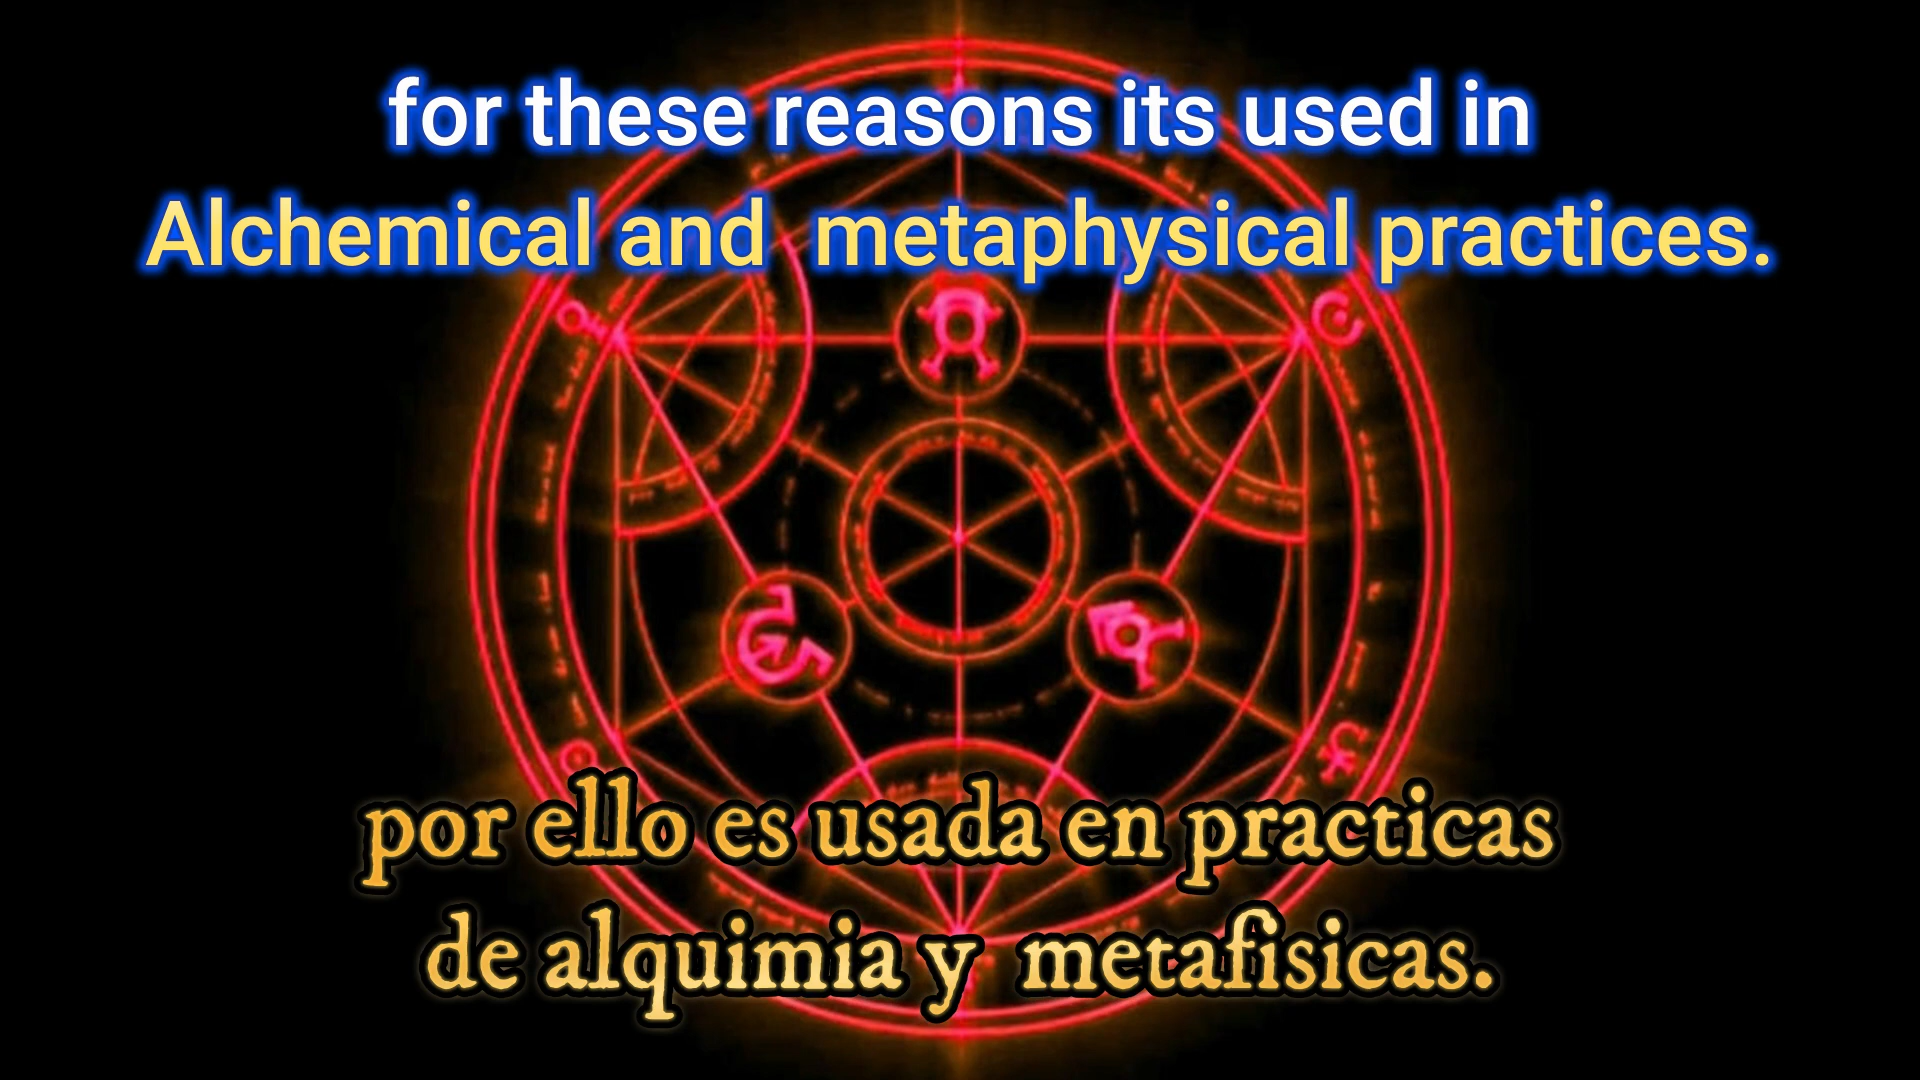 for these reasons its used in
Alchemical and  metaphysical practices.
por ello es usada en practicas
de alquimia y  metafisicas.